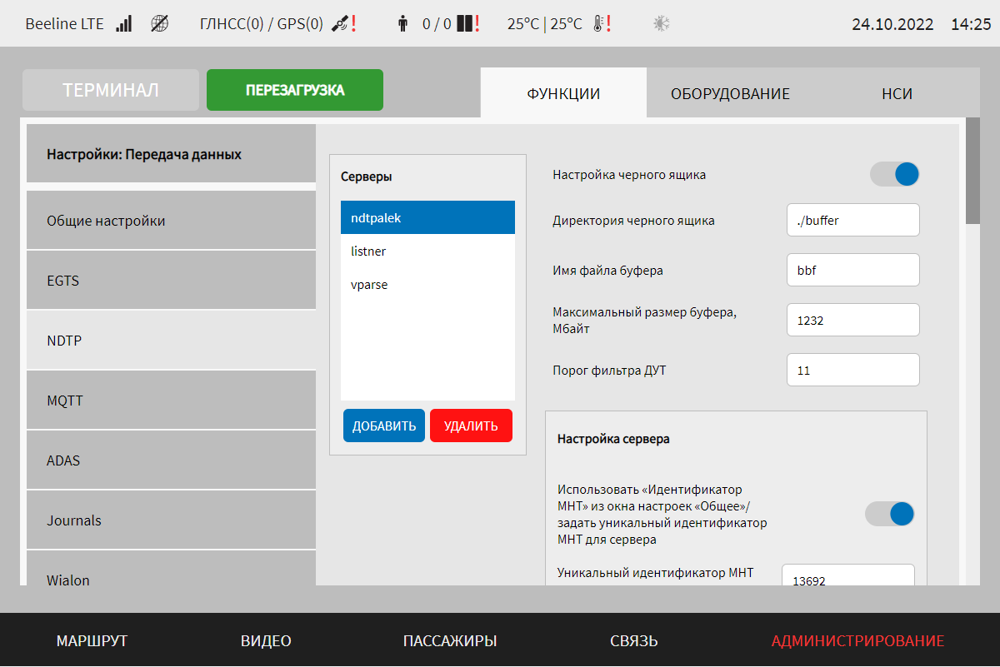 Beeline LTE ГЛНСС(0) / GPS(0) ! 0 / 0 ! 25°C | 25°C ! 24.10.2022 14:25
ТЕРМИНАЛ ПЕРЕЗАГРУЗКА ФУНКЦИИ ОБОРУДОВАНИЕ НСИ
Настройки: Передача данных
Общие настройки
EGTS
NDTP
MQTT
ADAS
Journals
Wialon
Серверы
ndtpalek
listner
vparse
ДОБАВИТЬ УДАЛИТЬ
Настройка черного ящика
Директория черного ящика ./buffer
Имя файла буфера bbf
Максимальный размер буфера,
Мбайт 1232
Порог фильтра ДУТ 11
Настройка сервера
Использовать «Идентификатор
МНТ» из окна настроек «Общее»/
задать уникальный идентификатор
МНТ для сервера
Уникальный идентификатор МНТ 13692
МАРШРУТ ВИДЕО ПАССАЖИРЫ СВЯЗЬ АДМИНИСТРИРОВАНИЕ